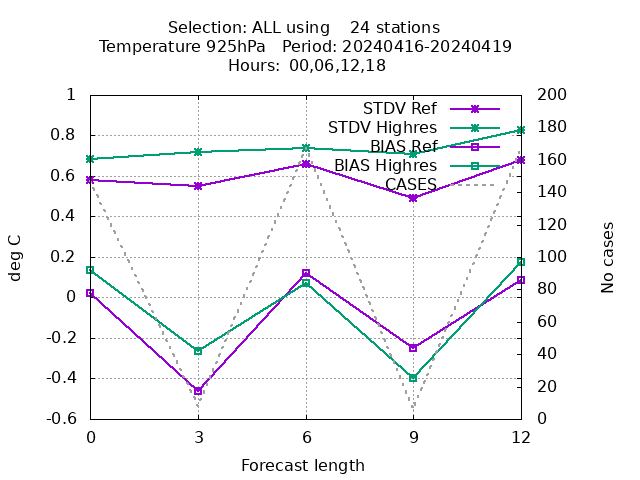 Selection: ALL using    24 stations
Temperature 925hPa   Period: 20240416-20240419
Hours: 00,06,12,18
1
0.8
0.6
0.4
0.2
0
-0.2
-0.4
-0.6
deg C
STDV Ref
STDV Highres
BIAS Ref
BIAS Highres
CASES
200
180
160
140
120
100
80
60
40
20
0
No cases
0 3 6 9 12
Forecast length